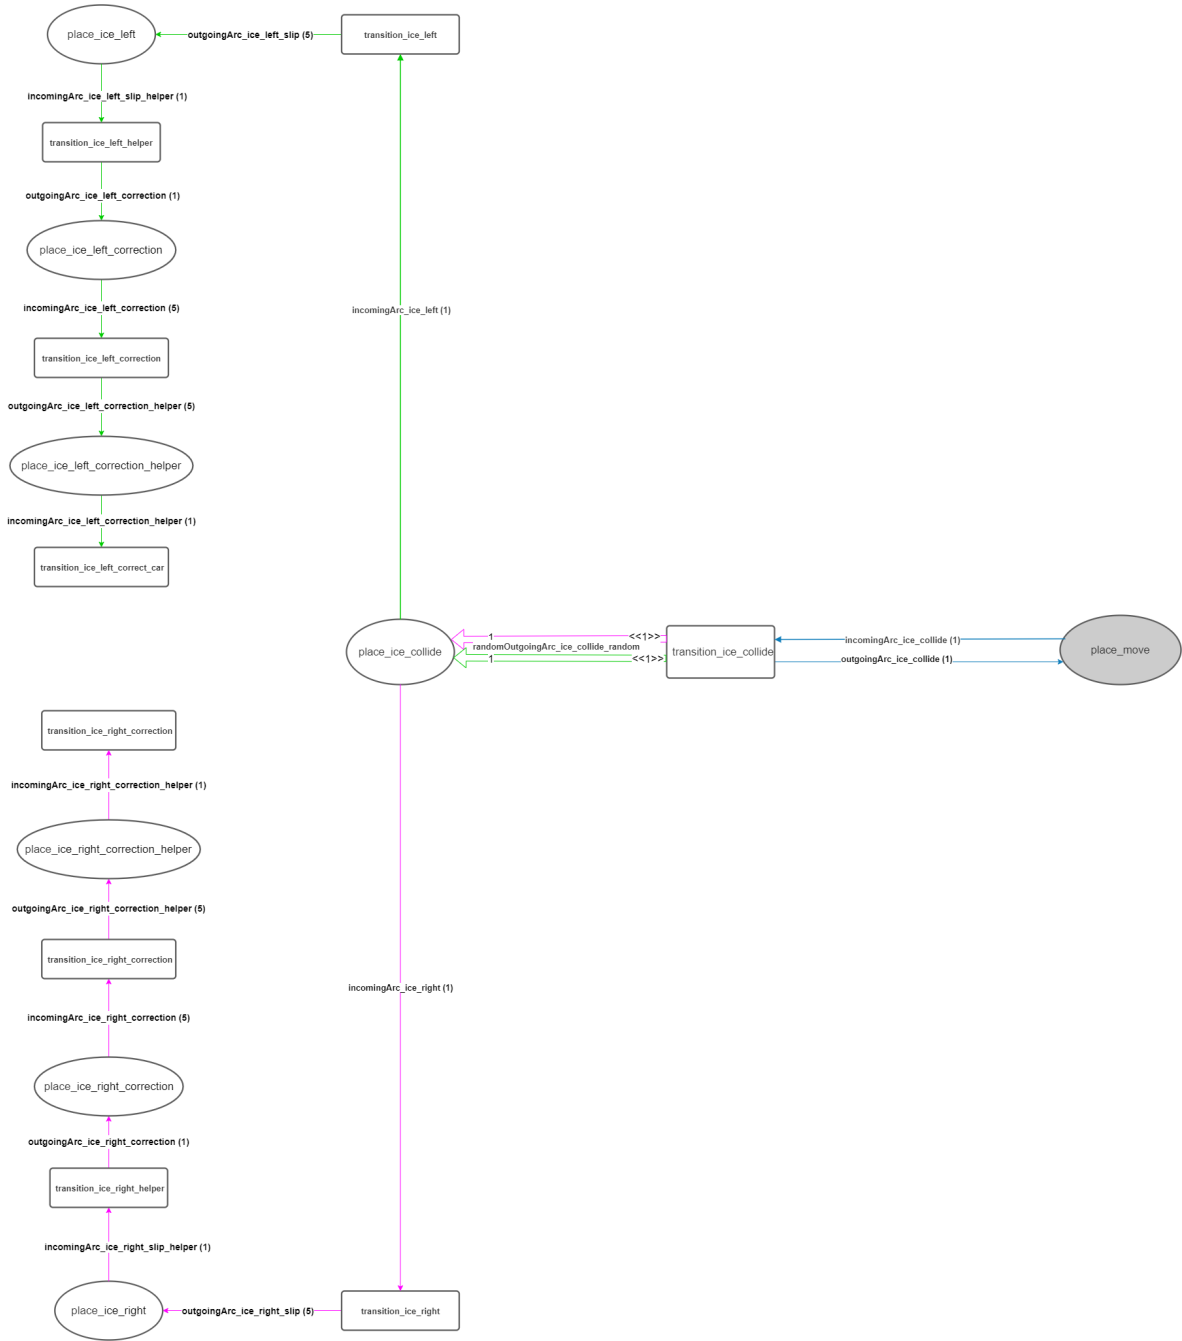 place_ice_left
outgoingArc_ice_left_slip (5)
transition_ice_left
incomingArc_ice_left_slip_helper (1)
transition_ice_left_helper
outgoingArc_ice_left_correction (1)
place_ice_left_correction
incomingArc_ice_left_correction (5)
incomingArc_ice_left (1)
transition_ice_left_correction
outgoingArc_ice_left_correction_helper (5)
place_ice_left_correction_helper
incomingArc_ice_left_correction_helper (1)
transition_ice_left_correct_car
place_ice_collide
1
<<1>>
randomOutgoingArc_ice_collide_random
1
<<1>>
transition_ice_collide
incomingArc_ice_collide (1)
outgoingArc_ice_collide (1)
place_move
transition_ice_right_correction
incomingArc_ice_right_correction_helper (1)
place_ice_right_correction_helper
outgoingArc_ice_right_correction_helper (5)
transition_ice_right_correction
incomingArc_ice_right (1)
incomingArc_ice_right_correction (5)
place_ice_right_correction
outgoingArc_ice_right_correction (1)
transition_ice_right_helper
incomingArc_ice_right_slip_helper (1)
place_ice_right
outgoingArc_ice_right_slip (5)
transition_ice_right